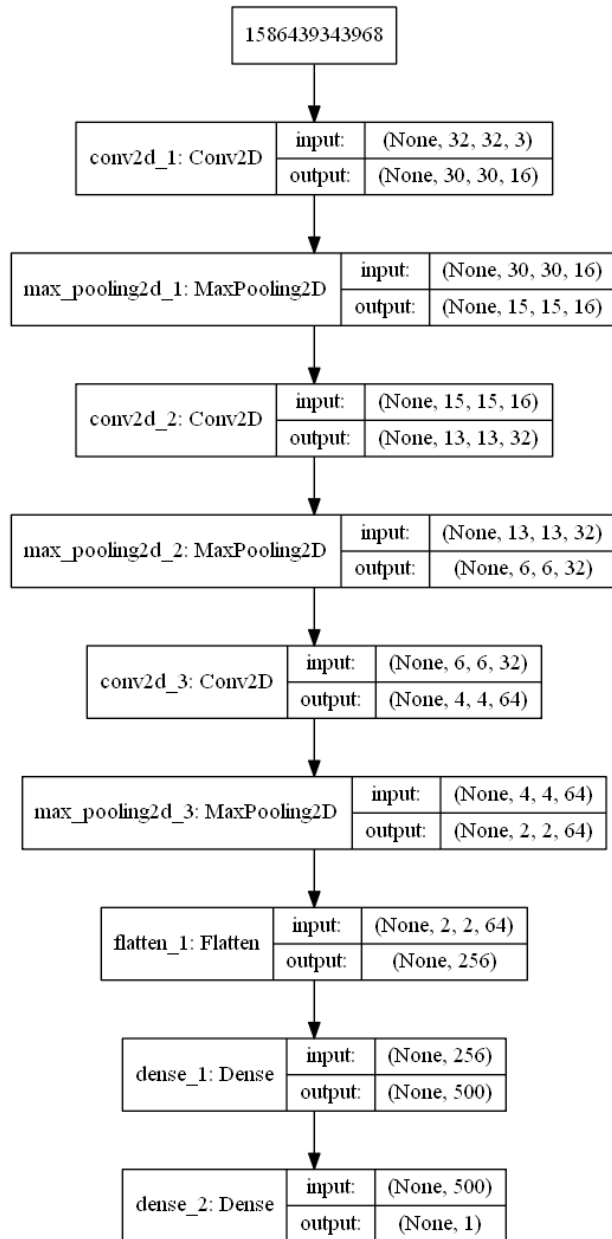 1586439343968
conv2d_1: Conv2D
input: (None, 32, 32, 3)
output: (None, 30, 30, 16)
max_pooling2d_1: MaxPooling2D
input: (None, 30, 30, 16)
output: (None, 15, 15, 16)
conv2d_2: Conv2D
input: (None, 15, 15, 16)
output: (None, 13, 13, 32)
max_pooling2d_2: MaxPooling2D
input: (None, 13, 13, 32)
output: (None, 6, 6, 32)
conv2d_3: Conv2D
input: (None, 6, 6, 32)
output: (None, 4, 4, 64)
max_pooling2d_3: MaxPooling2D
input: (None, 4, 4, 64)
output: (None, 2, 2, 64)
flatten_1: Flatten
input: (None, 2, 2, 64)
output: (None, 256)
dense_1: Dense
input: (None, 256)
output: (None, 500)
dense_2: Dense
input: (None, 500)
output: (None, 1)